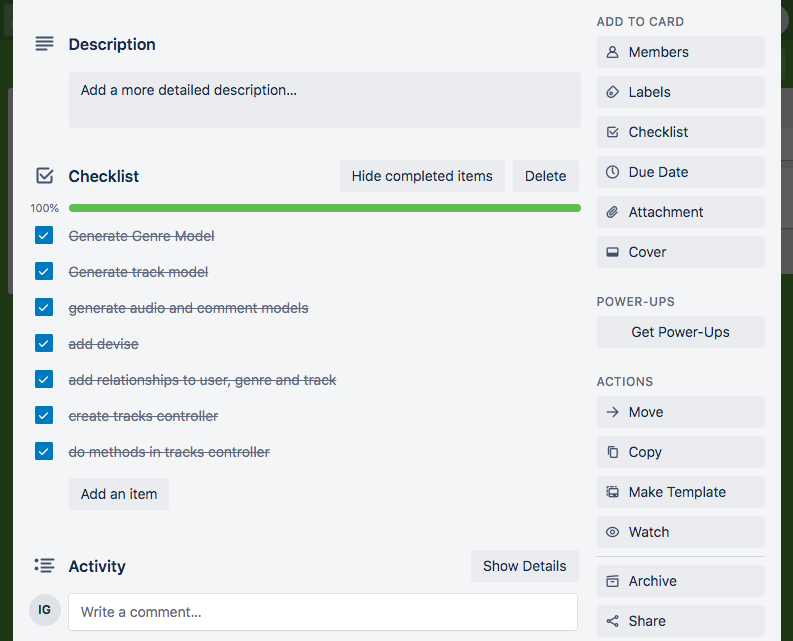 Description
Add a more detailed description...
Checklist
Hide completed items
Delete
100%
Generate Genre Model
Generate track model
generate audio and comment models
add devise
add relationships to user, genre and track
create tracks controller
do methods in tracks controller
Add an item
Activity
Show Details
IG
Write a comment...
ADD TO CARD
Members
Labels
Checklist
Due Date
Attachment
Cover
POWER-UPS
Get Power-Ups
ACTIONS
Move
Copy
Make Template
Watch
Archive
Share